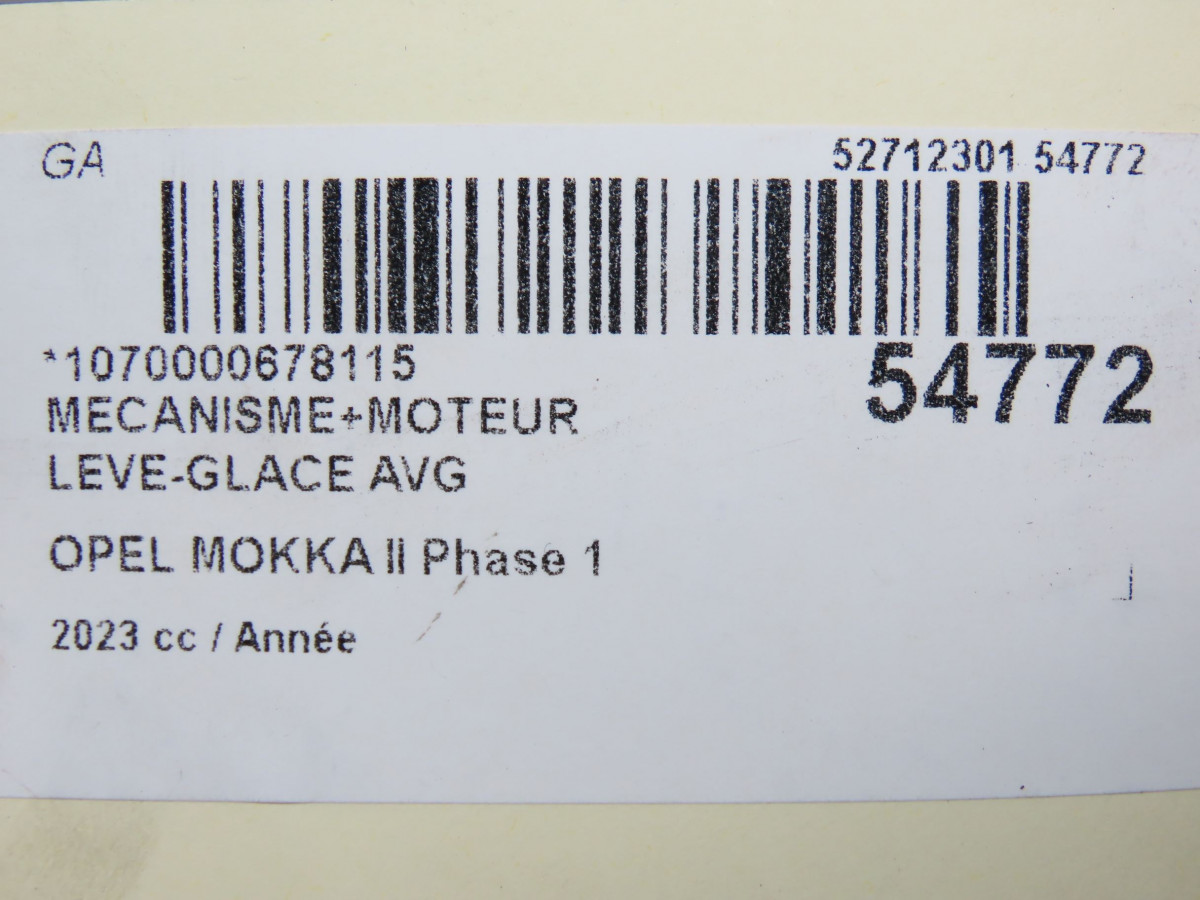 GA
52712301 54772
*1070000678115
54772
MECANISME+MOTEUR
LEVE-GLACE AVG
OPEL MOKKA II Phase 1
2023 cc / Année